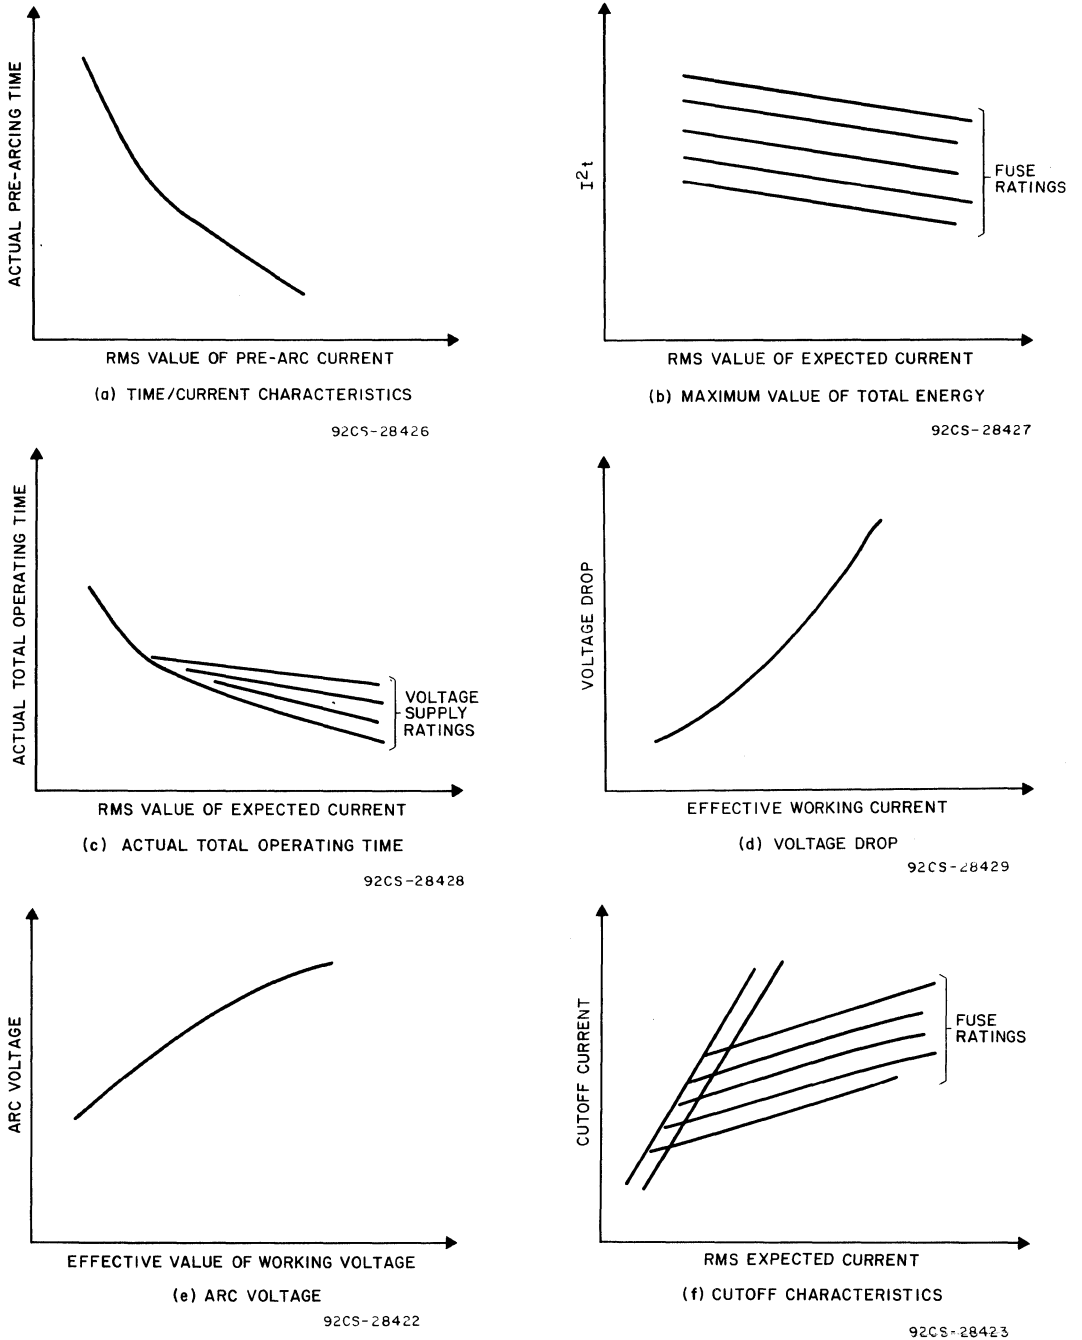 ACTUAL PRE-ARCING TIME
RMS VALUE OF PRE-ARC CURRENT
(a) TIME/CURRENT CHARACTERISTICS
92CS-28426
I²t
FUSE
RATINGS
RMS VALUE OF EXPECTED CURRENT
(b) MAXIMUM VALUE OF TOTAL ENERGY
92CS-28427
ACTUAL TOTAL OPERATING TIME
VOLTAGE
SUPPLY
RATINGS
RMS VALUE OF EXPECTED CURRENT
(c) ACTUAL TOTAL OPERATING TIME
92CS-28428
VOLTAGE DROP
EFFECTIVE WORKING CURRENT
(d) VOLTAGE DROP
92CS-28429
ARC VOLTAGE
EFFECTIVE VALUE OF WORKING VOLTAGE
(e) ARC VOLTAGE
92CS-28422
CUTOFF CURRENT
FUSE
RATINGS
RMS EXPECTED CURRENT
(f) CUTOFF CHARACTERISTICS
92CS-28423